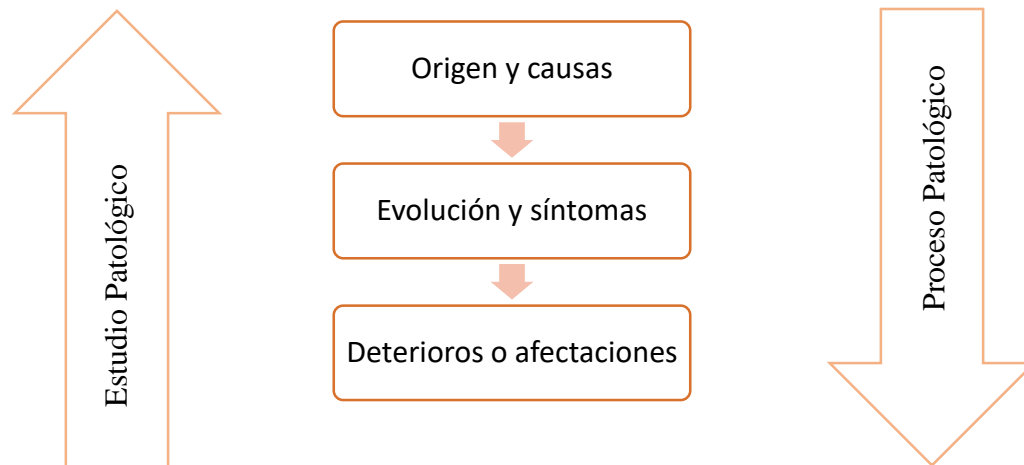 Estudio Patológico
Origen y causas
Evolución y síntomas
Deterioros o afectaciones
Proceso Patológico